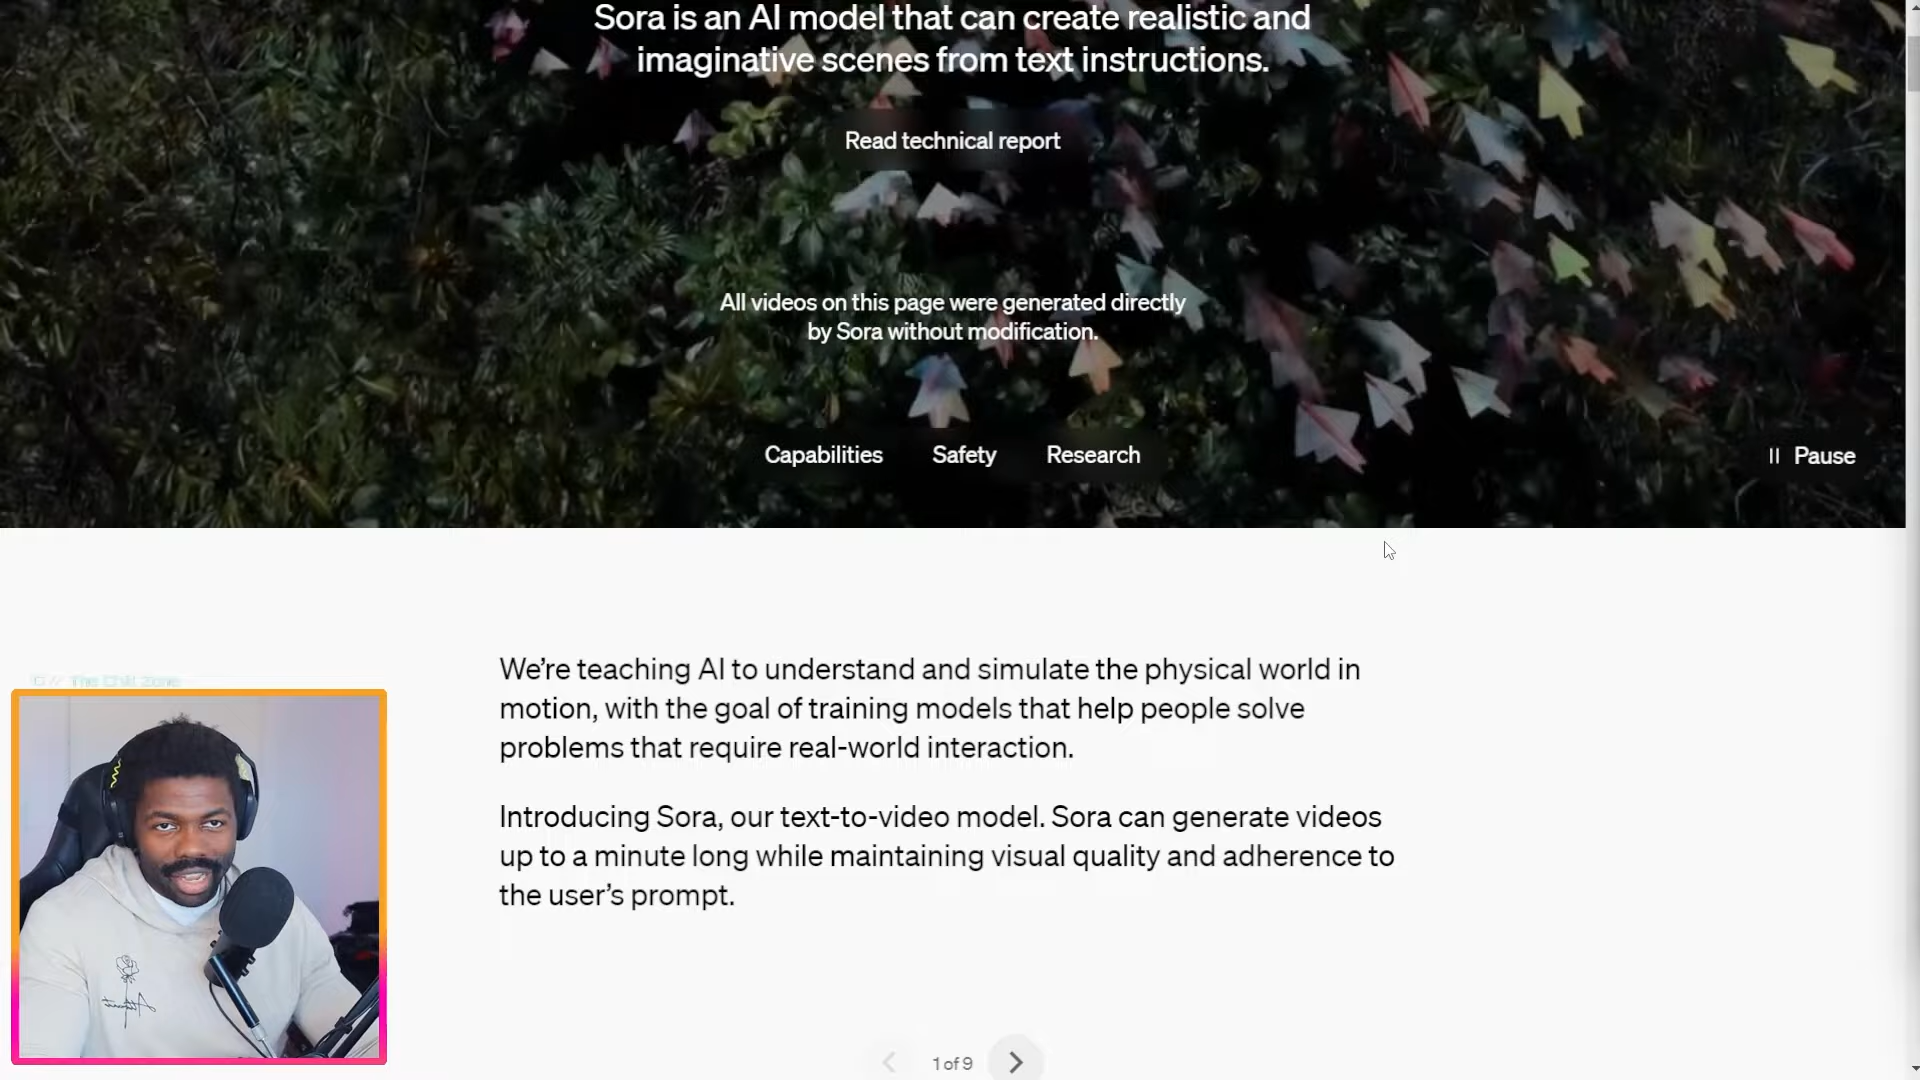 Sora is an AI model that can create realistic and
imaginative scenes from text instructions.
Read technical report
All videos on this page were generated directly
by Sora without modification.
Capabilities Safety Research
Pause
We’re teaching AI to understand and simulate the physical world in
motion, with the goal of training models that help people solve
problems that require real-world interaction.
Introducing Sora, our text-to-video model. Sora can generate videos
up to a minute long while maintaining visual quality and adherence to
the user’s prompt.
1 of 9